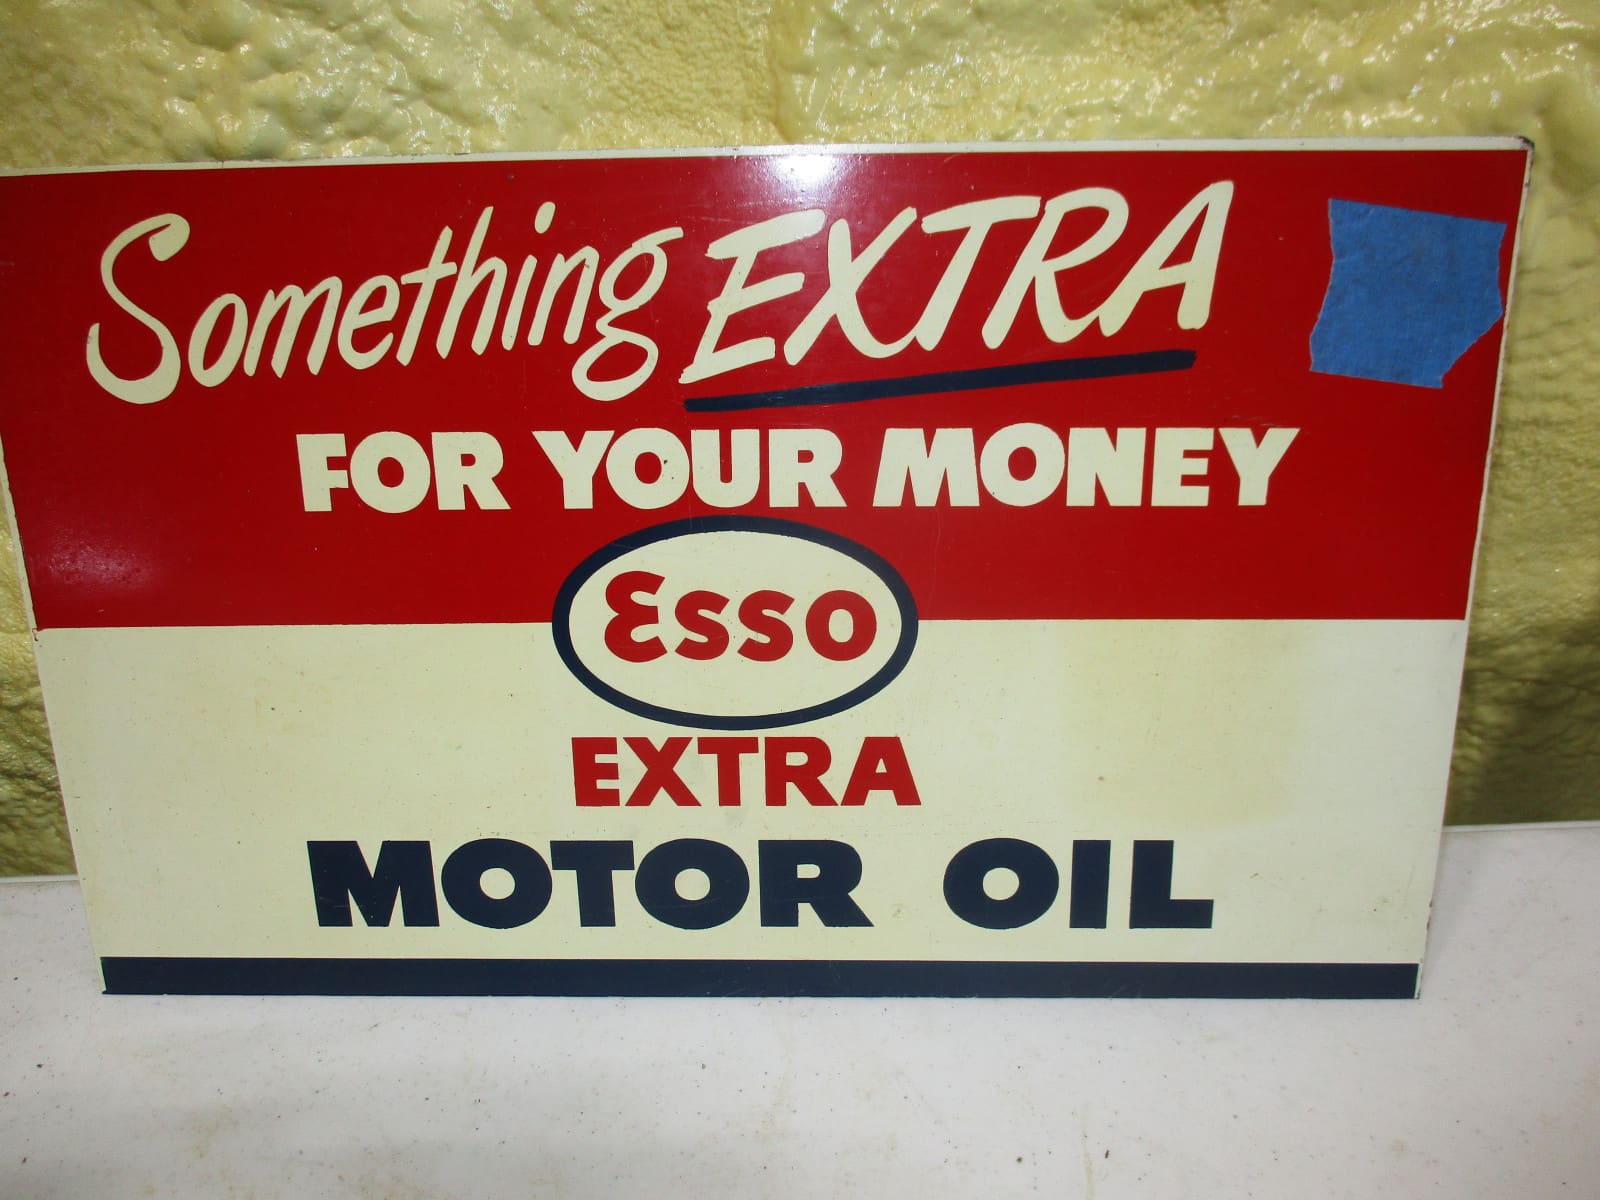 Something EXTRA
FOR YOUR MONEY
Esso
EXTRA
MOTOR OIL